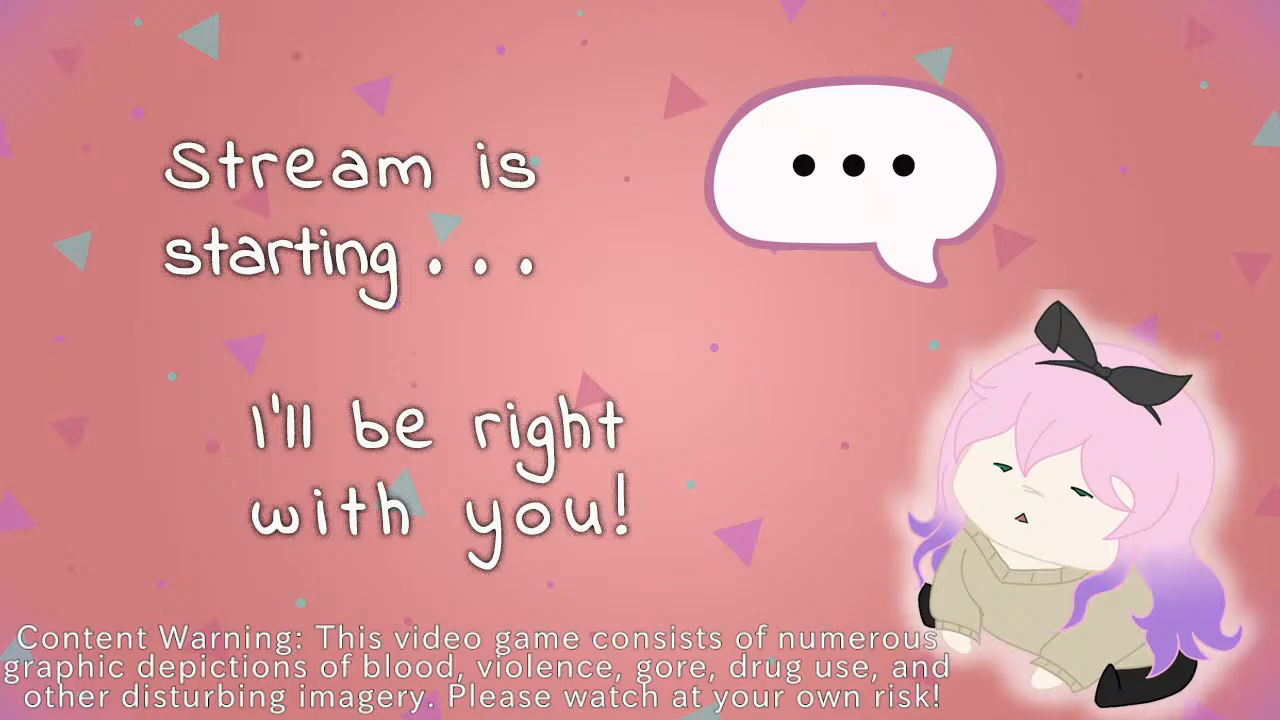 Stream is
starting...
I'll be right
with you!
Content Warning: This video game consists of numerous
graphic depictions of blood, violence, gore, drug use, and
other disturbing imagery. Please watch at your own risk!